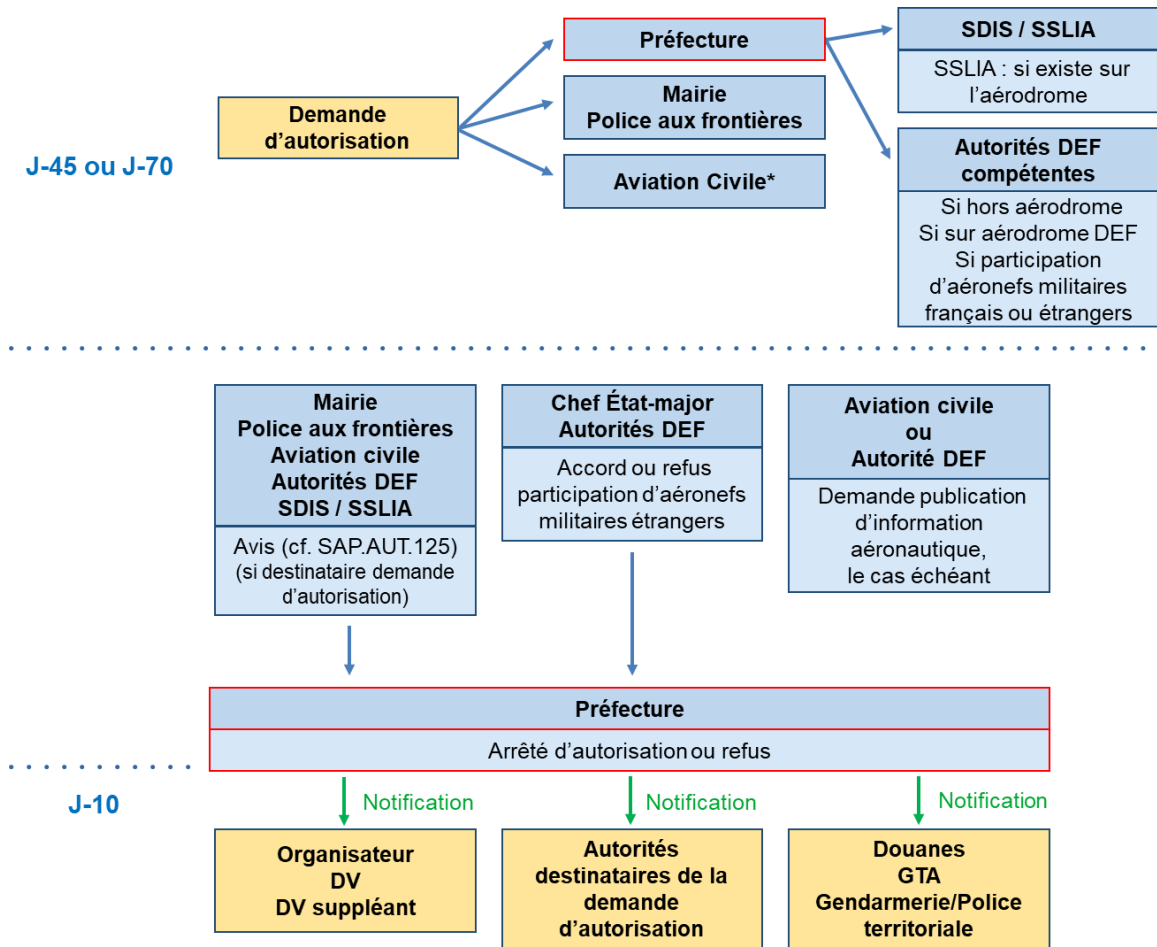 J-45 ou J-70
Demande
d’autorisation
Préfecture
Mairie
Police aux frontières
Aviation Civile*
SDIS / SSLIA
SSLIA : si existe sur
l’aérodrome
Autorités DEF
compétentes
Si hors aérodrome
Si sur aérodrome DEF
Si participation
d’aéronefs militaires
français ou étrangers
Mairie
Police aux frontières
Aviation civile
Autorités DEF
SDIS / SSLIA
Avis (cf. SAP.AUT.125)
(si destinataire demande
d’autorisation)
Chef État-major
Autorités DEF
Accord ou refus
participation d’aéronefs
militaires étrangers
Aviation civile
ou
Autorité DEF
Demande publication
d’information
aéronautique,
le cas échéant
Préfecture
Arrêté d’autorisation ou refus
J-10
Notification
Notification
Notification
Organisateur
DV
DV suppléant
Autorités
destinataires de la
demande
d’autorisation
Douanes
GTA
Gendarmerie/Police
territoriale